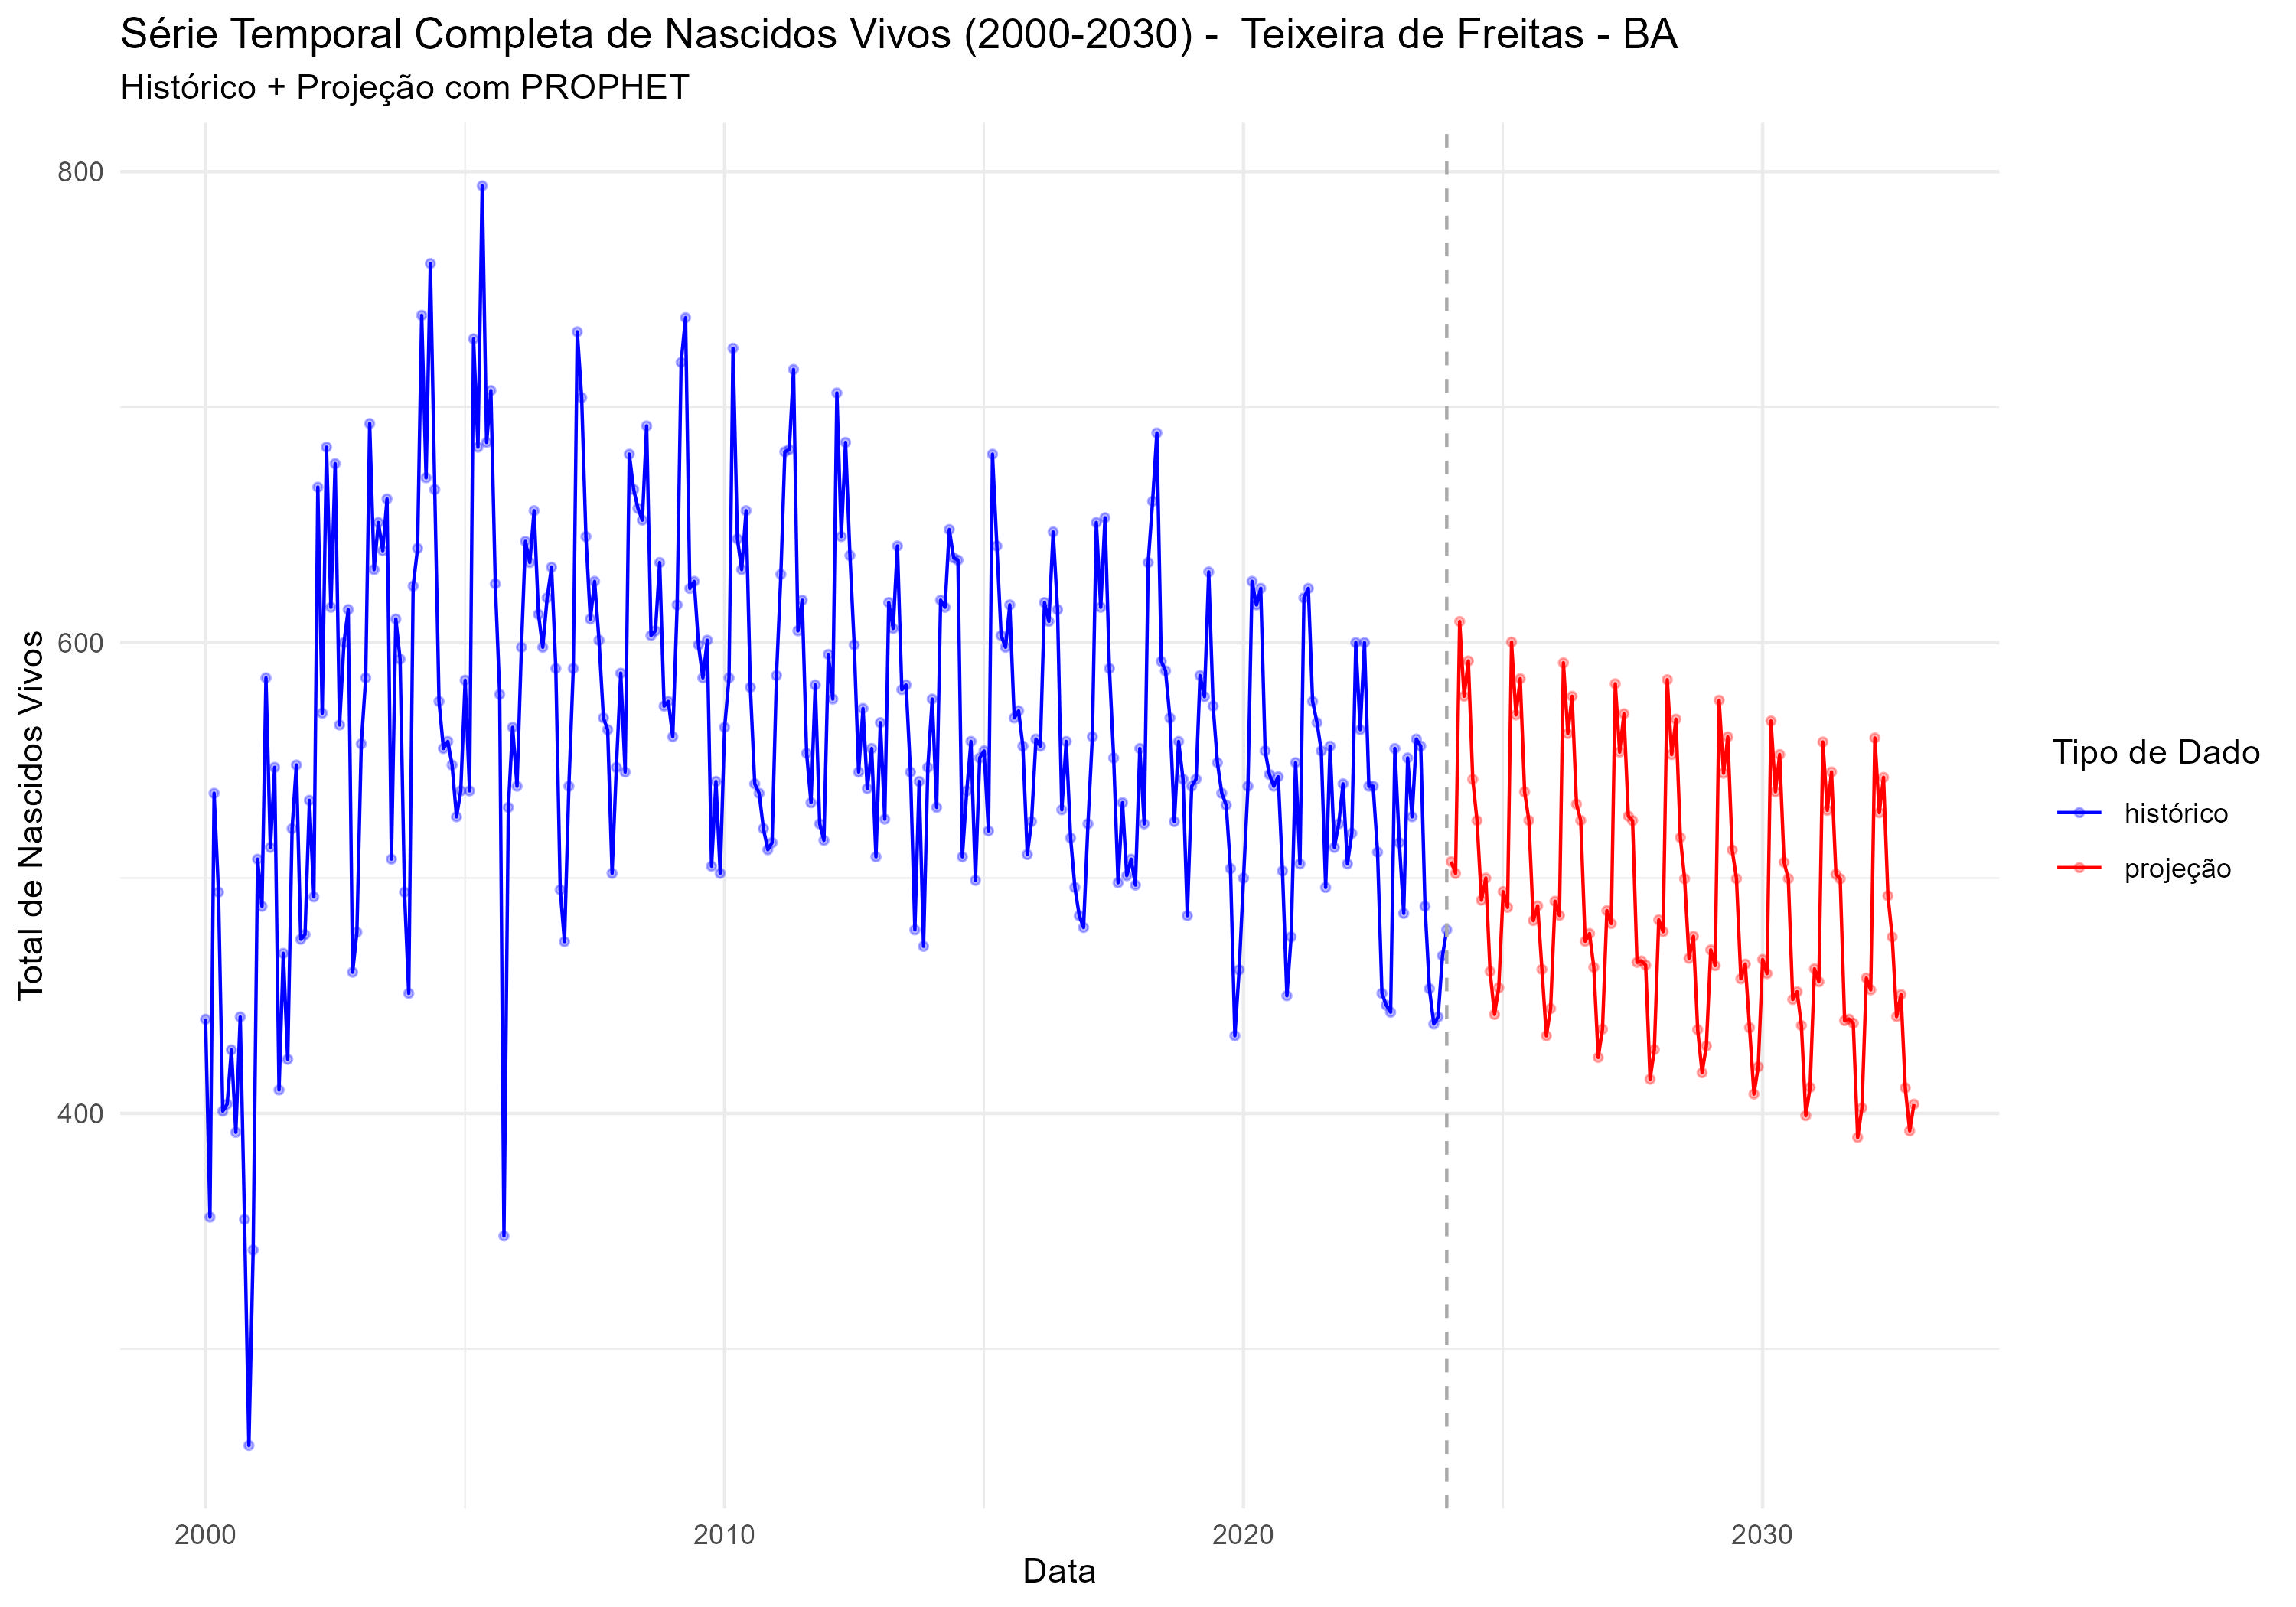 Série Temporal Completa de Nascidos Vivos (2000-2030) -  Teixeira de Freitas - BA
Histórico + Projeção com PROPHET
Total de Nascidos Vivos
800
600
400
2000
2010
2020
2030
Data
Tipo de Dado
histórico
projeção